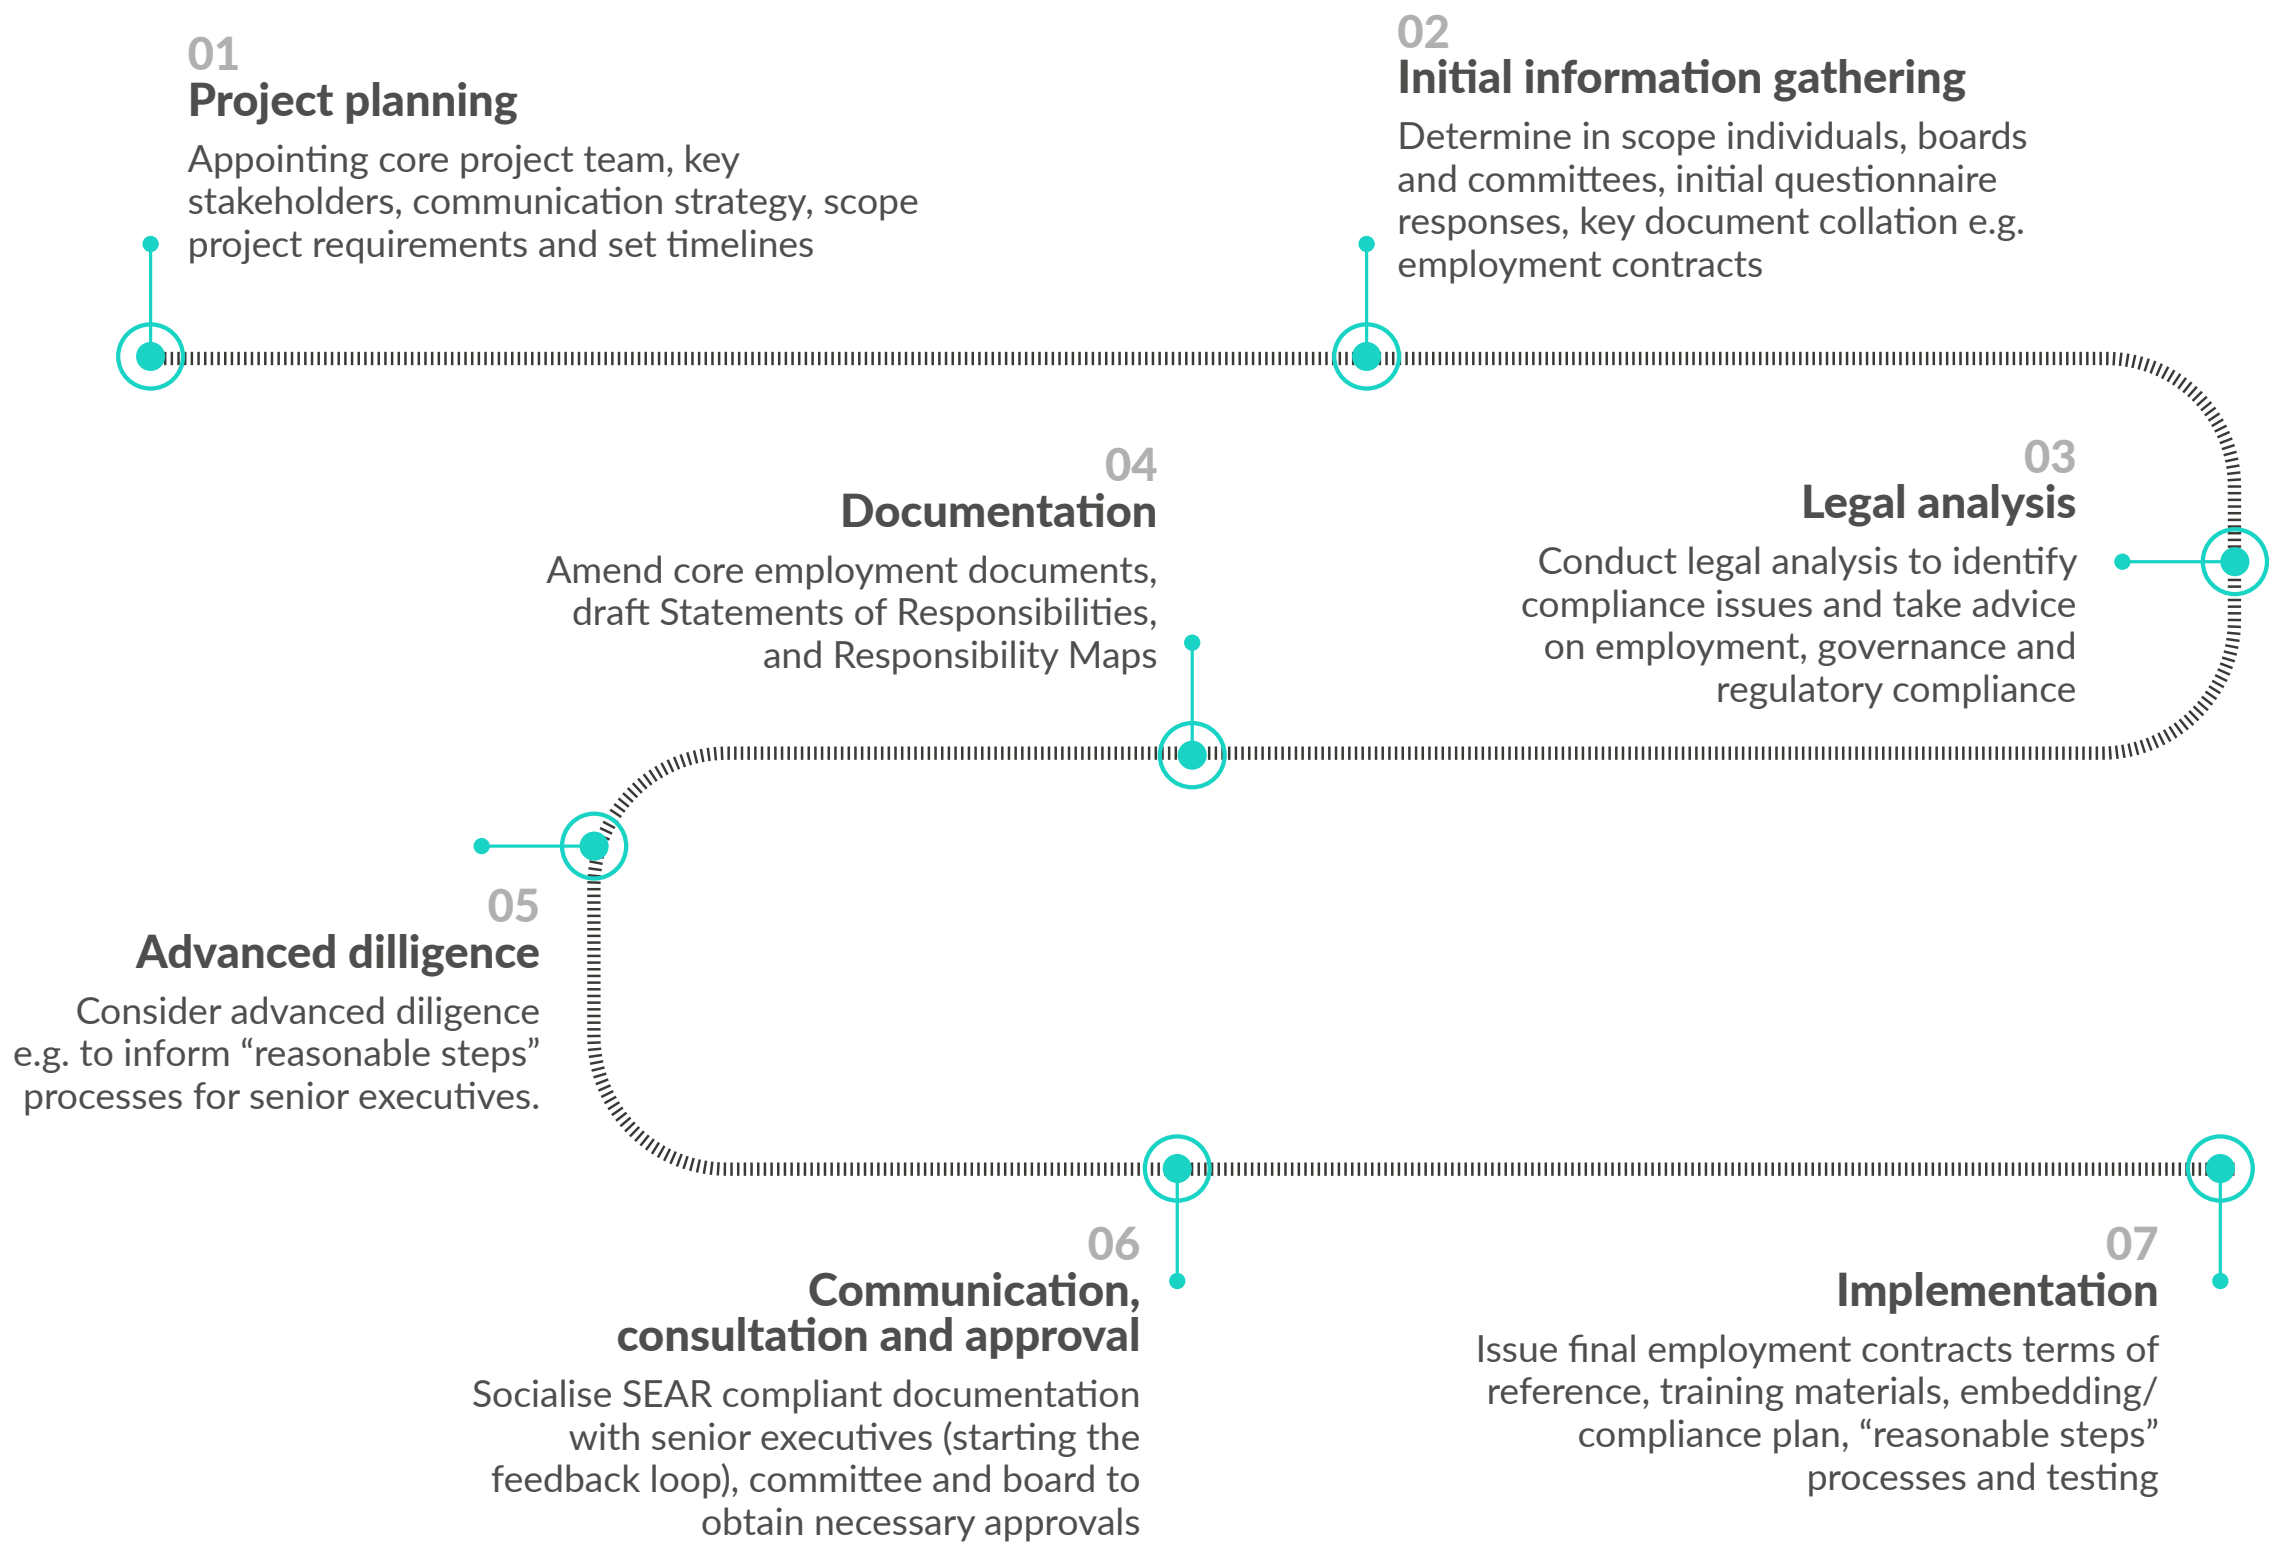 01
Project planning
Appointing core project team, key
stakeholders, communication strategy, scope
project requirements and set timelines
02
Initial information gathering
Determine in scope individuals, boards
and committees, initial questionnaire
responses, key document collation e.g.
employment contracts
03
Legal analysis
Conduct legal analysis to identify
compliance issues and take advice
on employment, governance and
regulatory compliance
04
Documentation
Amend core employment documents,
draft Statements of Responsibilities,
and Responsibility Maps
05
Advanced dilligence
Consider advanced diligence
e.g. to inform “reasonable steps”
processes for senior executives.
06
Communication,
consultation and approval
Socialise SEAR compliant documentation
with senior executives (starting the
feedback loop), committee and board to
obtain necessary approvals
07
Implementation
Issue final employment contracts terms of
reference, training materials, embedding/
compliance plan, “reasonable steps”
processes and testing